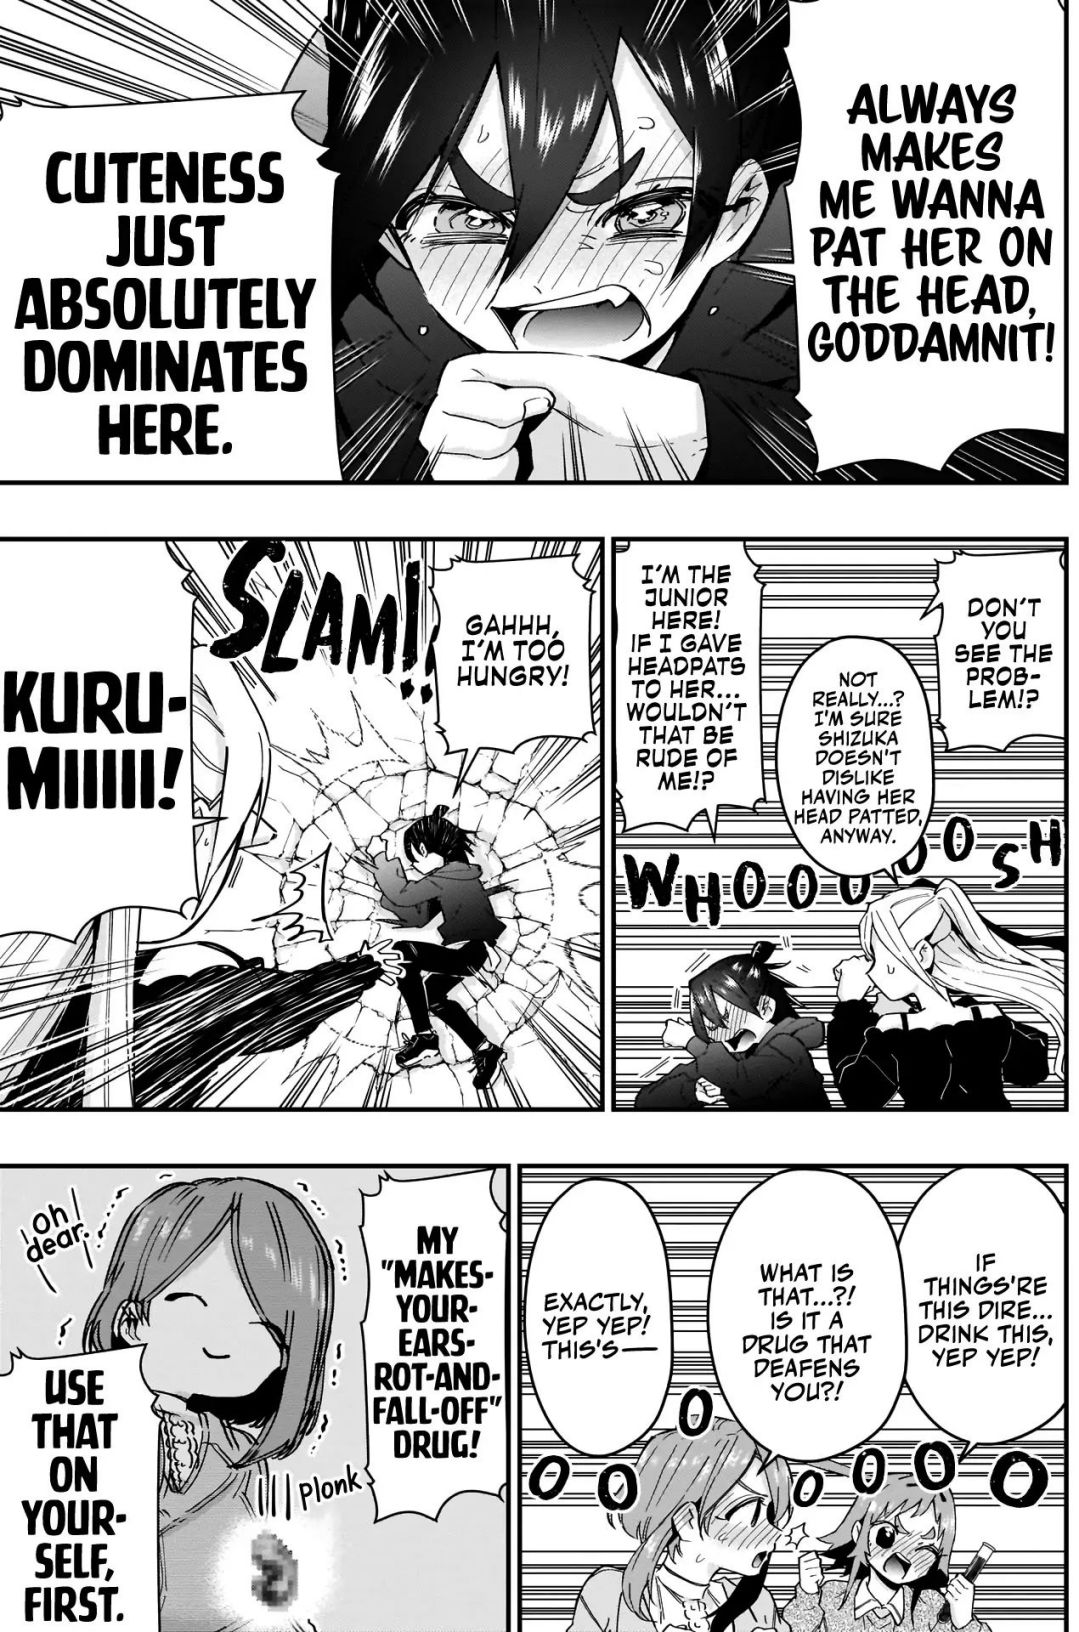 ALWAYS
MAKES
ME WANNA
PAT HER ON
THE HEAD,
GODDAMNIT!
CUTENESS
JUST
ABSOLUTELY
DOMINATES
HERE.
DON'T
YOU
SEE THE
PROB-
LEM!?
NOT
REALLY...?
I'M SURE
SHIZUKA
DOESN'T
DISLIKE
HAVING HER
HEAD PATTED,
ANYWAY.
I'M THE
JUNIOR
HERE!
IF I GAVE
HEADPATS
TO HER...
WOULDN'T
THAT BE
RUDE OF
ME!?
WHOOOOOOSH
GAHHH,
I'M TOO
HUNGRY!
SLAM!!
KURU-
MIIIII!
IF
THINGS'RE
THIS DIRE...
DRINK THIS,
YEP YEP!
WHAT IS
THAT...?!
IS IT A
DRUG THAT
DEAFENS
YOU?!
EXACTLY,
YEP YEP!
THIS'S—
OOOOOOOO
MY
"MAKES-
YOUR-
EARS-
ROT-AND-
FALL-OFF"
DRUG!
Oh
dear.
Plonk
USE
THAT
ON
YOUR-
SELF,
FIRST.